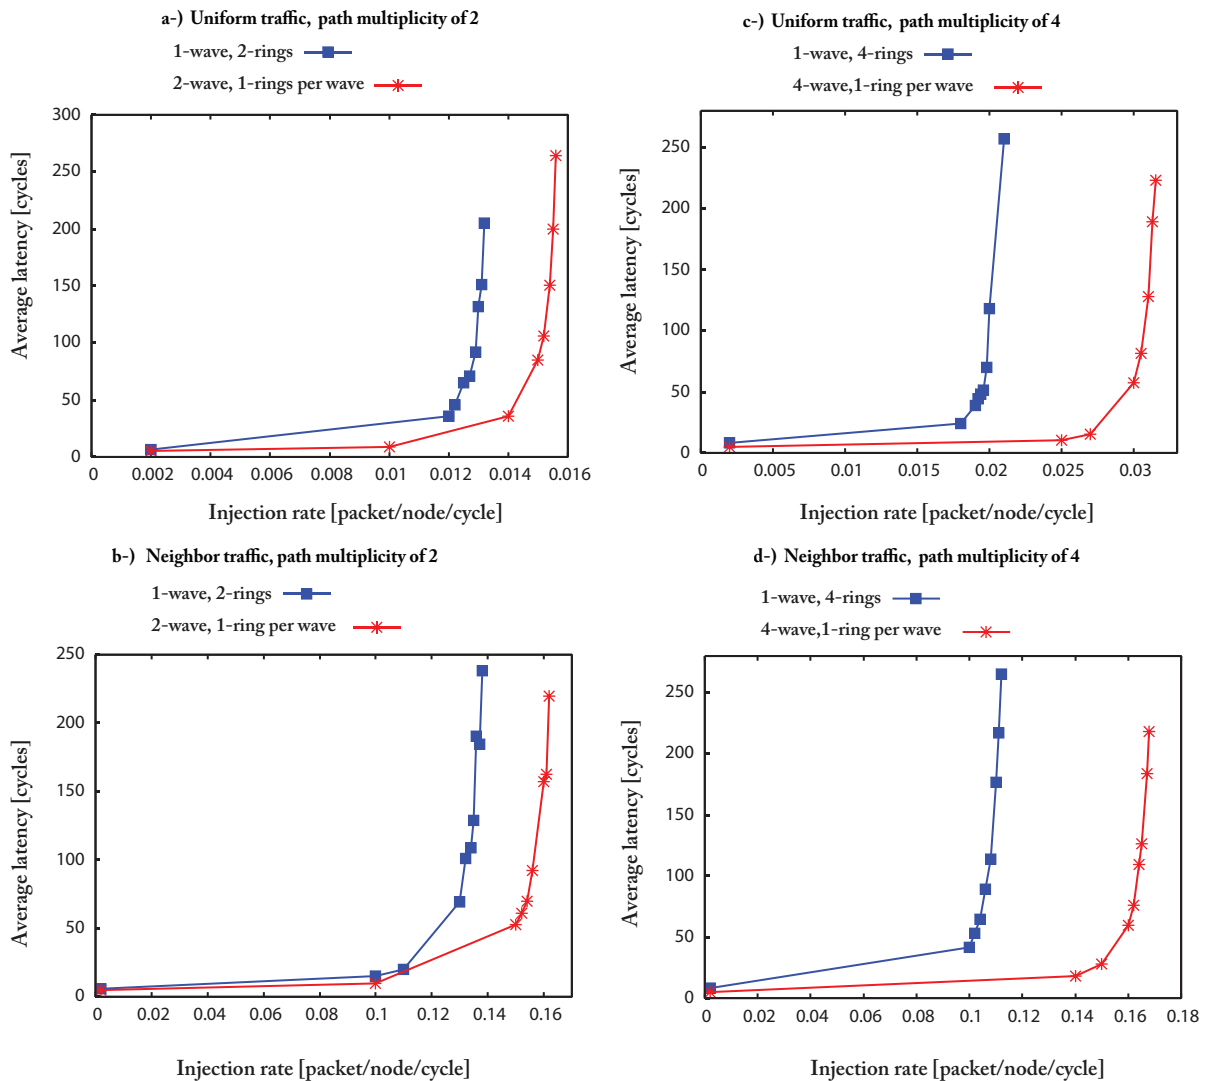 a-) Uniform traffic, path multiplicity of 2
1-wave, 2-rings
2-wave, 1-rings per wave
300
250
200
150
100
50
0
Average latency [cycles]
0 0.002 0.004 0.006 0.008 0.01 0.012 0.014 0.016
Injection rate [packet/node/cycle]
c-) Uniform traffic, path multiplicity of 4
1-wave, 4-rings
4-wave,1-ring per wave
250
200
150
100
50
0
Average latency [cycles]
0 0.005 0.01 0.015 0.02 0.025 0.03
Injection rate [packet/node/cycle]
b-) Neighbor traffic, path multiplicity of 2
1-wave, 2-rings
2-wave, 1-ring per wave
250
200
150
100
50
0
Average latency [cycles]
0 0.02 0.04 0.06 0.08 0.1 0.12 0.14 0.16
Injection rate [packet/node/cycle]
d-) Neighbor traffic, path multiplicity of 4
1-wave, 4-rings
4-wave,1-ring per wave
250
200
150
100
50
0
Average latency [cycles]
0 0.02 0.04 0.06 0.08 0.1 0.12 0.14 0.16 0.18
Injection rate [packet/node/cycle]